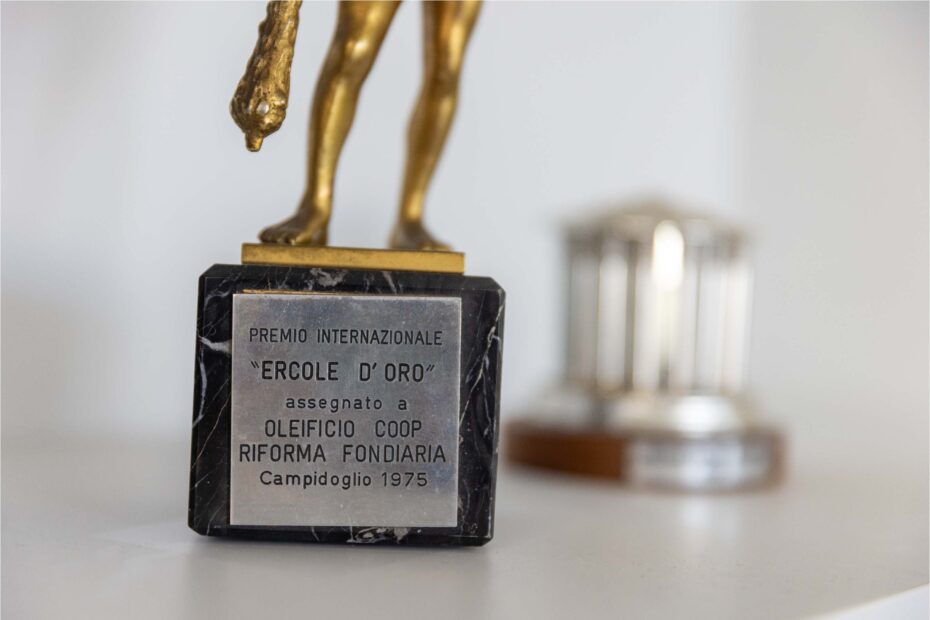 PREMIO INTERNAZIONALE
"ERCOLE D'ORO"
assegnato a
OLEIFICIO COOP
RIFORMA FONDIARIA
Campidoglio 1975